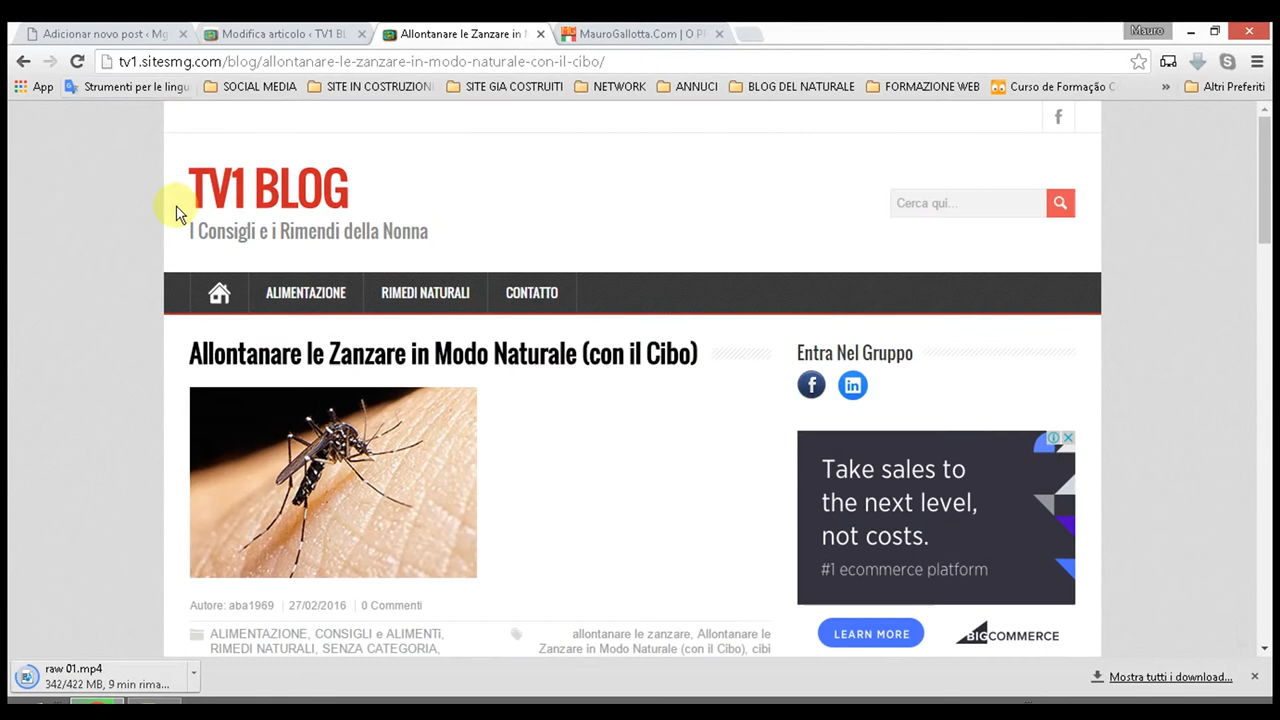 Adicionar novo post ‹ Mg
Modifica articolo ‹ TV1 BL
Allontanare le Zanzare in
MauroGallotta.Com | O P
Mauro
tv1.sitesmg.com/blog/allontanare-le-zanzare-in-modo-naturale-con-il-cibo/
App
Strumenti per le lingu
SOCIAL MEDIA
SITE IN COSTRUZION
SITE GIA COSTRUITI
NETWORK
ANNUCI
BLOG DEL NATURALE
FORMAZIONE WEB
Curso de Formação
»
Altri Preferiti
TV1 BLOG
I Consigli e i Rimendi della Nonna
Cerca qui...
ALIMENTAZIONE
RIMEDI NATURALI
CONTATTO
Allontanare le Zanzare in Modo Naturale (con il Cibo)
Entra Nel Gruppo
Take sales to
the next level,
not costs.
#1 ecommerce platform
LEARN MORE
BIGCOMMERCE
Autore: aba1969 | 27/02/2016 | 0 Commenti
ALIMENTAZIONE, CONSIGLI e ALIMENTi,
RIMEDI NATURALI, SENZA CATEGORIA,
allontanare le zanzare, Allontanare le
Zanzare in Modo Naturale (con il Cibo), cibi
raw 01.mp4
342/422 MB, 9 min rima...
Mostra tutti i download...